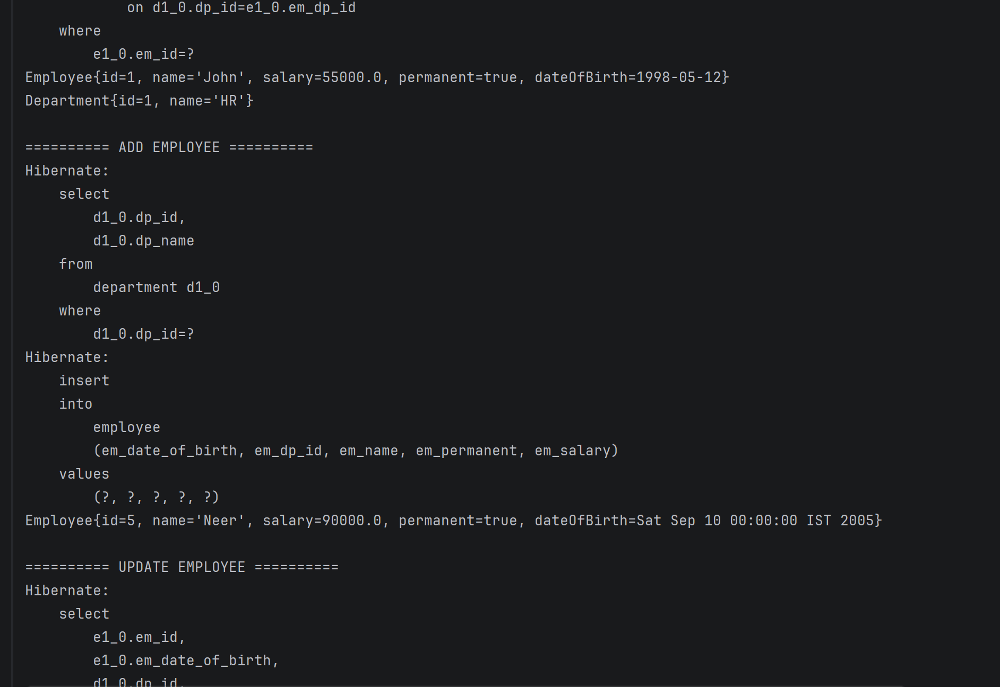 on d1_0.dp_id=e1_0.em_dp_id
where
e1_0.em_id=?
Employee{id=1, name='John', salary=55000.0, permanent=true, dateOfBirth=1998-05-12}
Department{id=1, name='HR'}
========== ADD EMPLOYEE ==========
Hibernate:
select
d1_0.dp_id,
d1_0.dp_name
from
department d1_0
where
d1_0.dp_id=?
Hibernate:
insert
into
employee
(em_date_of_birth, em_dp_id, em_name, em_permanent, em_salary)
values
(?, ?, ?, ?, ?)
Employee{id=5, name='Neer', salary=90000.0, permanent=true, dateOfBirth=Sat Sep 10 00:00:00 IST 2005}
========== UPDATE EMPLOYEE ==========
Hibernate:
select
e1_0.em_id,
e1_0.em_date_of_birth,
d1_0.dp_id,